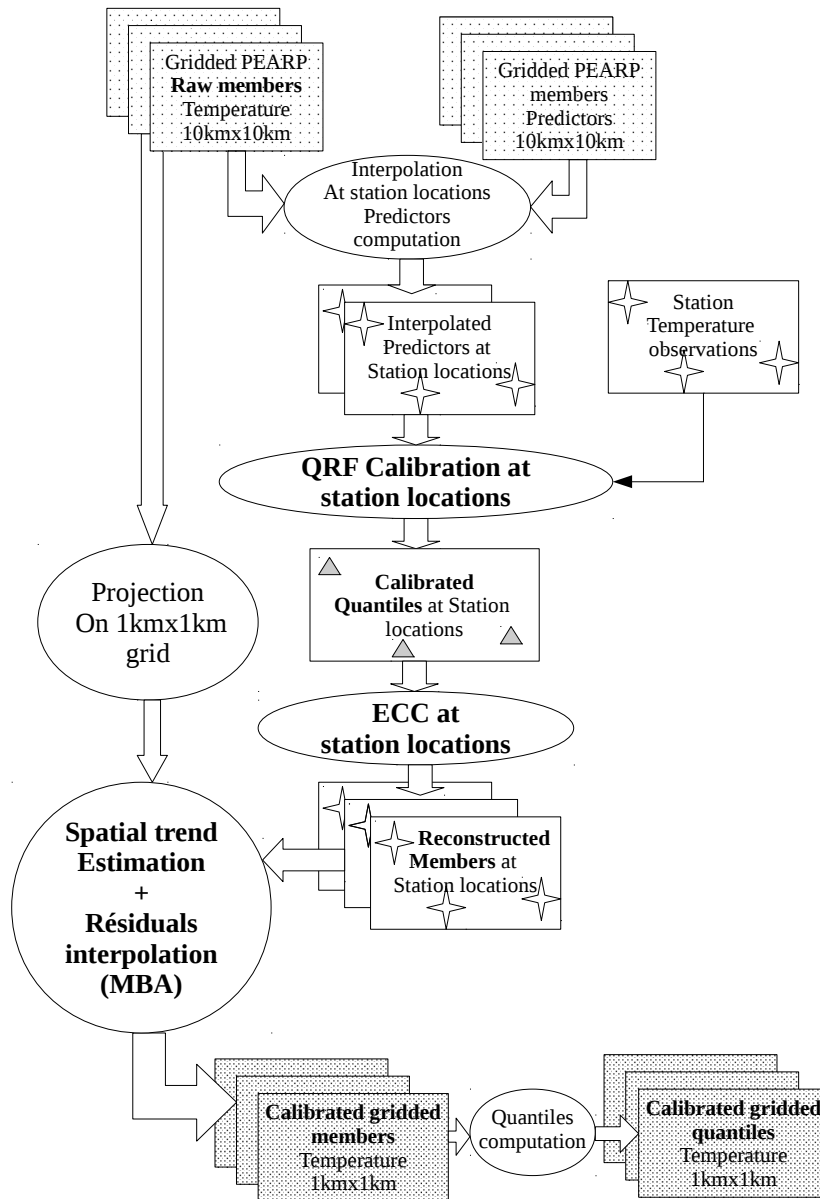 Gridded PEARP
Raw members
Temperature
10kmx10km
Gridded PEARP
members
Predictors
10kmx10km
Interpolation
At station locations
Predictors
computation
Interpolated
Predictors at
Station locations
Station
Temperature
observations
QRF Calibration at
station locations
Calibrated
Quantiles at Station
locations
Projection
On 1kmx1km
grid
ECC at
station locations
Reconstructed
Members at
Station locations
Spatial trend
Estimation
+
Résiduals
interpolation
(MBA)
Calibrated gridded
members
Temperature
1kmx1km
Quantiles
computation
Calibrated gridded
quantiles
Temperature
1kmx1km